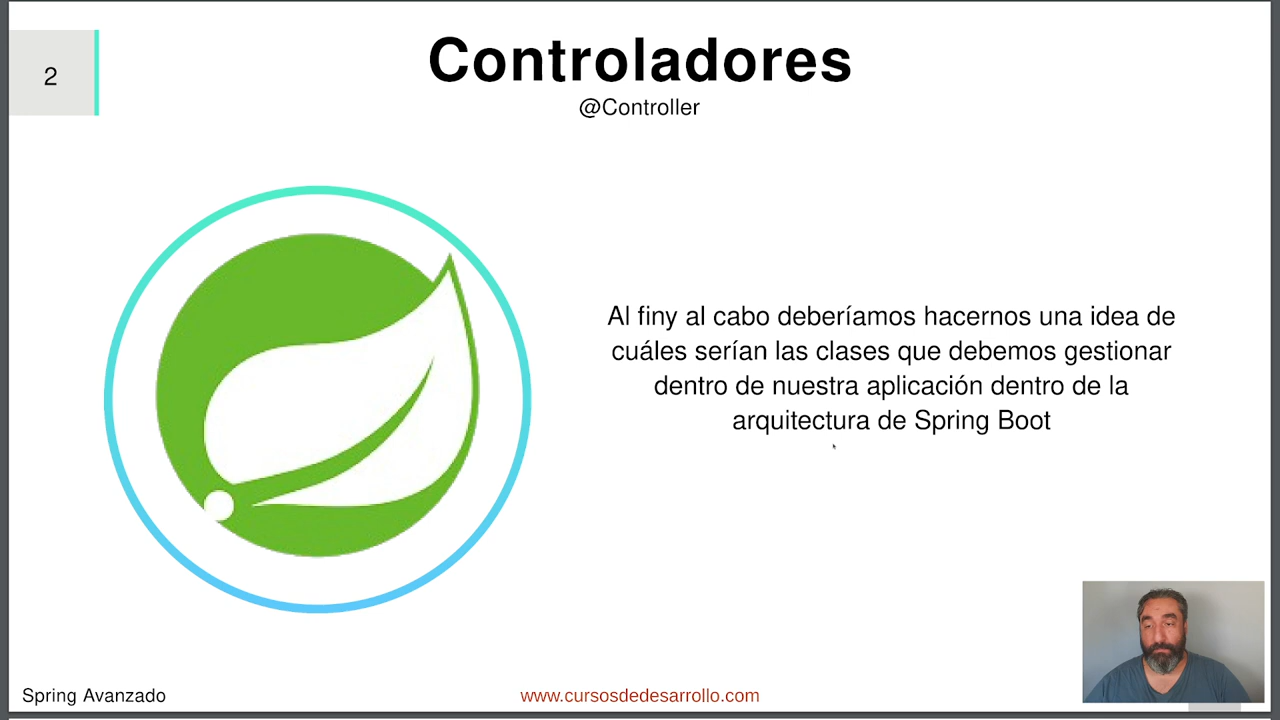 2
Controladores
@Controller
Al finy al cabo deberíamos hacernos una idea de
cuáles serían las clases que debemos gestionar
dentro de nuestra aplicación dentro de la
arquitectura de Spring Boot
Spring Avanzado
www.cursosdedesarrollo.com